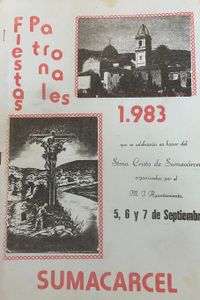 Fiestas
Patronales
1.983
que se celebrarán en honor del
Stmo. Cristo de Sumacárcel
organizadas por el
M. I. Ayuntamiento,
5, 6 y 7 de Septiembre
SUMACARCEL